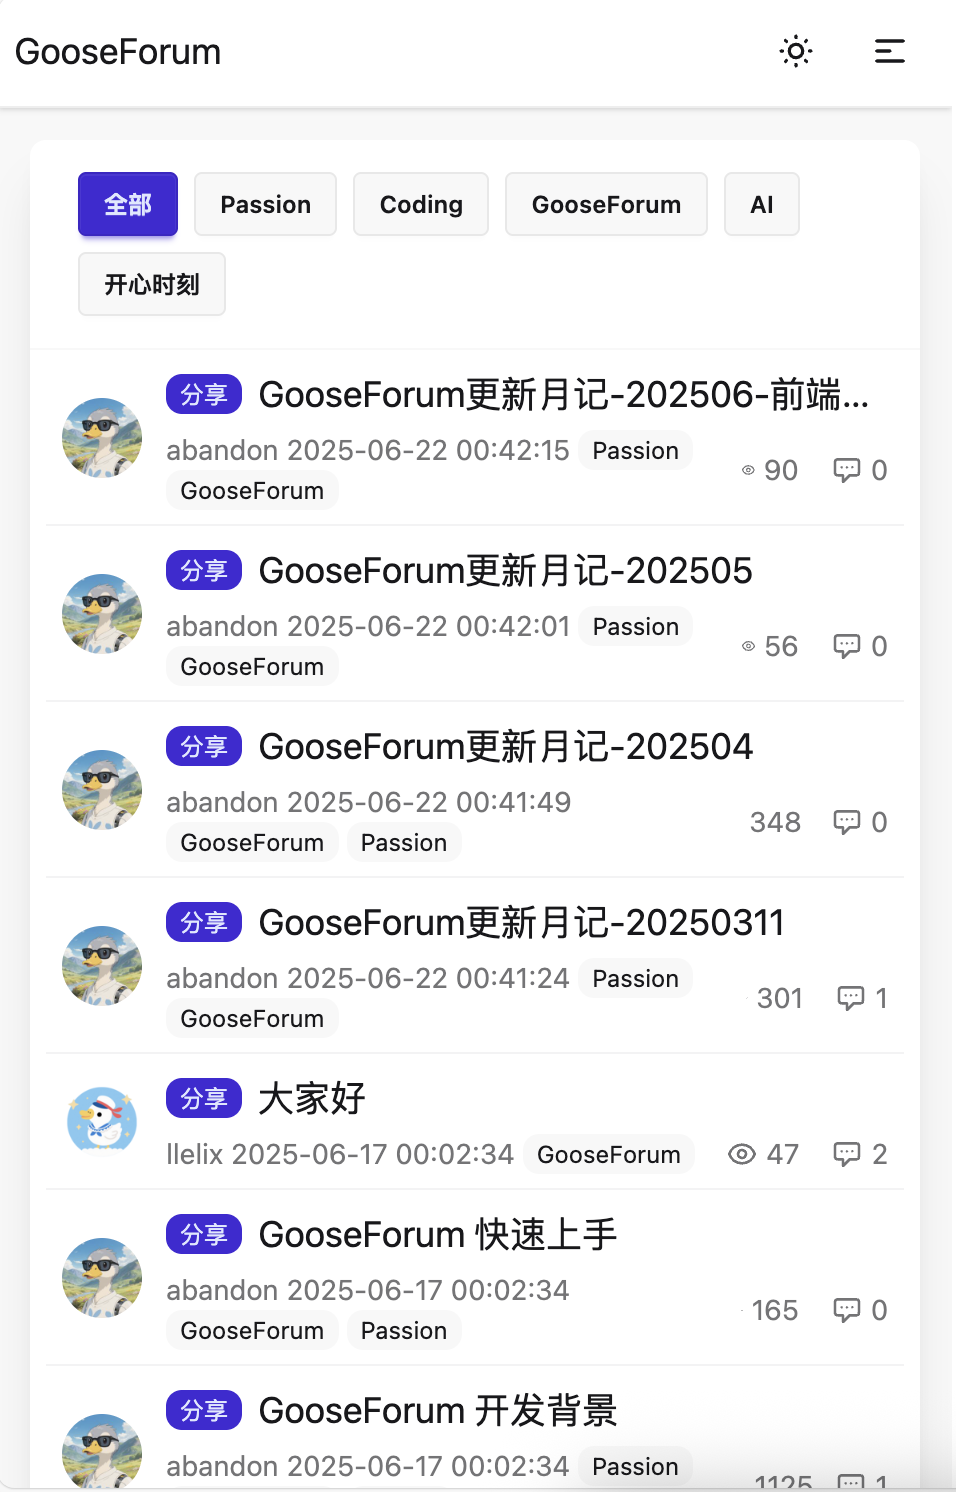 GooseForum
全部 Passion Coding GooseForum AI
开心时刻
分享 GooseForum更新月记-202506-前端...
abandon 2025-06-22 00:42:15 Passion
GooseForum
90 0
分享 GooseForum更新月记-202505
abandon 2025-06-22 00:42:01 Passion
GooseForum
56 0
分享 GooseForum更新月记-202504
abandon 2025-06-22 00:41:49
GooseForum Passion
348 0
分享 GooseForum更新月记-20250311
abandon 2025-06-22 00:41:24 Passion
GooseForum
301 1
分享 大家好
llelix 2025-06-17 00:02:34 GooseForum 47 2
分享 GooseForum 快速上手
abandon 2025-06-17 00:02:34
GooseForum Passion
165 0
分享 GooseForum 开发背景
abandon 2025-06-17 00:02:34 Passion
1125 1